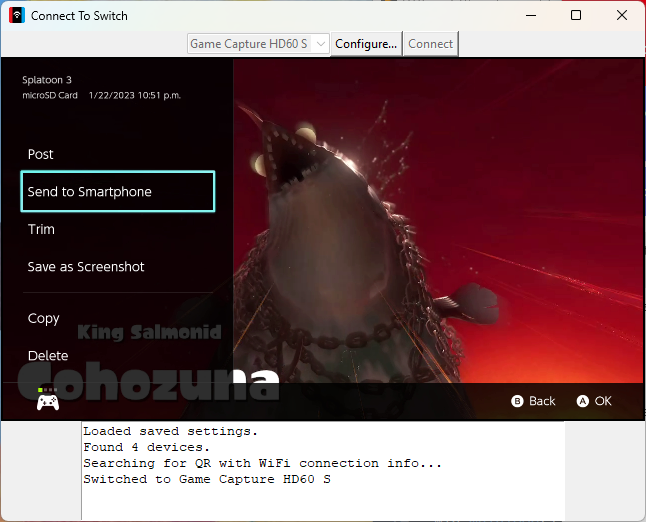 Connect To Switch
Game Capture HD60 S Configure... Connect
Splatoon 3
microSD Card 1/22/2023 10:51 p.m.
Post
Send to Smartphone
Trim
Save as Screenshot
Copy
King Salmonid
Delete
Cohozuna
B Back A OK
Loaded saved settings.
Found 4 devices.
Searching for QR with WiFi connection info...
Switched to Game Capture HD60 S